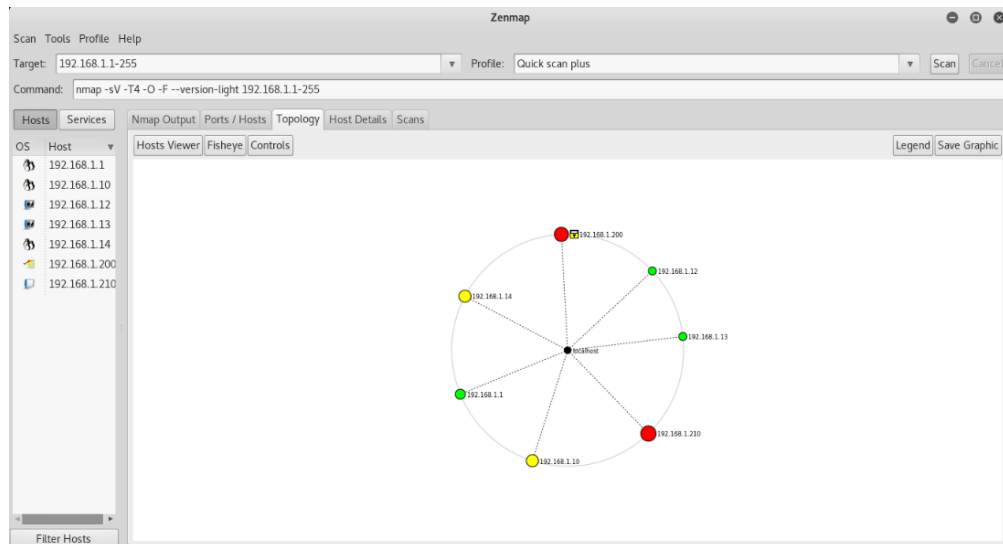 Zenmap
Scan Tools Profile Help
Target: 192.168.1.1-255 Profile: Quick scan plus Scan Cancel
Command: nmap -sV -T4 -O -F --version-light 192.168.1.1-255
Hosts Services Nmap Output Ports / Hosts Topology Host Details Scans
OS Host Hosts Viewer Fisheye Controls Legend Save Graphic
192.168.1.1
192.168.1.10
192.168.1.12
192.168.1.13
192.168.1.14
192.168.1.200
192.168.1.210
192.168.1.200
192.168.1.12
192.168.1.14
192.168.1.13
localhost
192.168.1.1
192.168.1.210
192.168.1.10
Filter Hosts